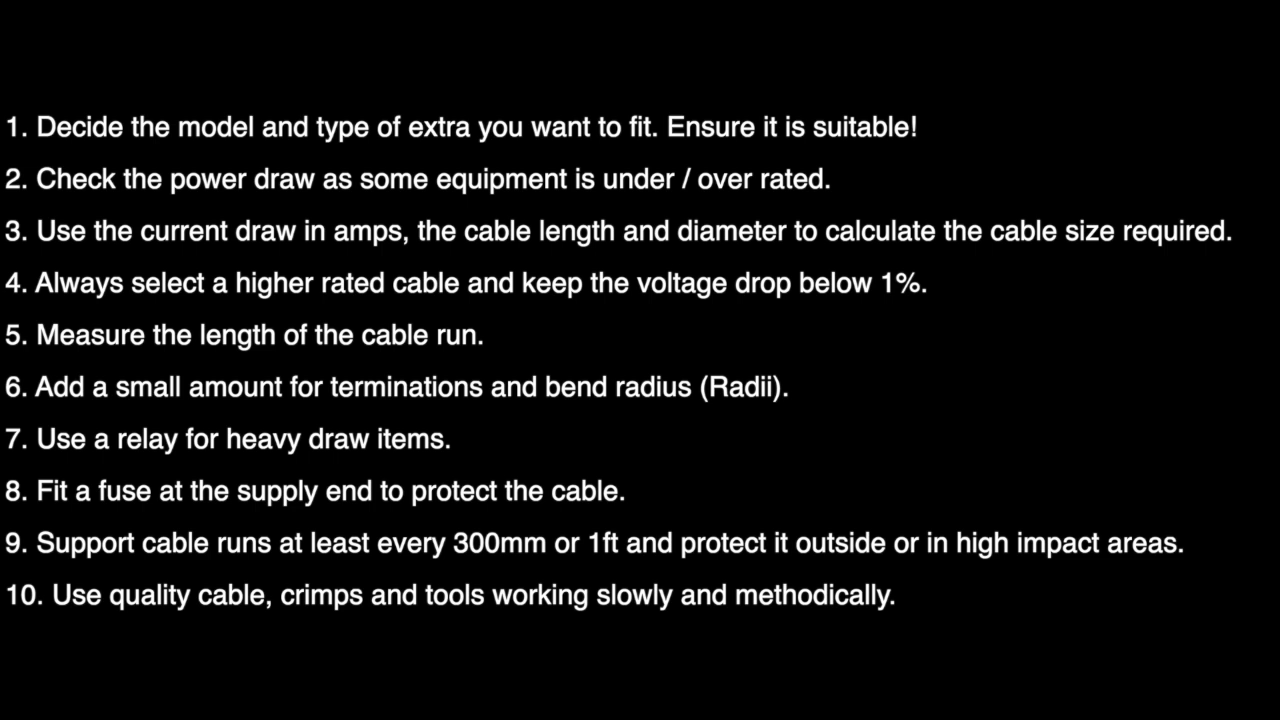 1. Decide the model and type of extra you want to fit. Ensure it is suitable!
2. Check the power draw as some equipment is under / over rated.
3. Use the current draw in amps, the cable length and diameter to calculate the cable size required.
4. Always select a higher rated cable and keep the voltage drop below 1%.
5. Measure the length of the cable run.
6. Add a small amount for terminations and bend radius (Radii).
7. Use a relay for heavy draw items.
8. Fit a fuse at the supply end to protect the cable.
9. Support cable runs at least every 300mm or 1ft and protect it outside or in high impact areas.
10. Use quality cable, crimps and tools working slowly and methodically.